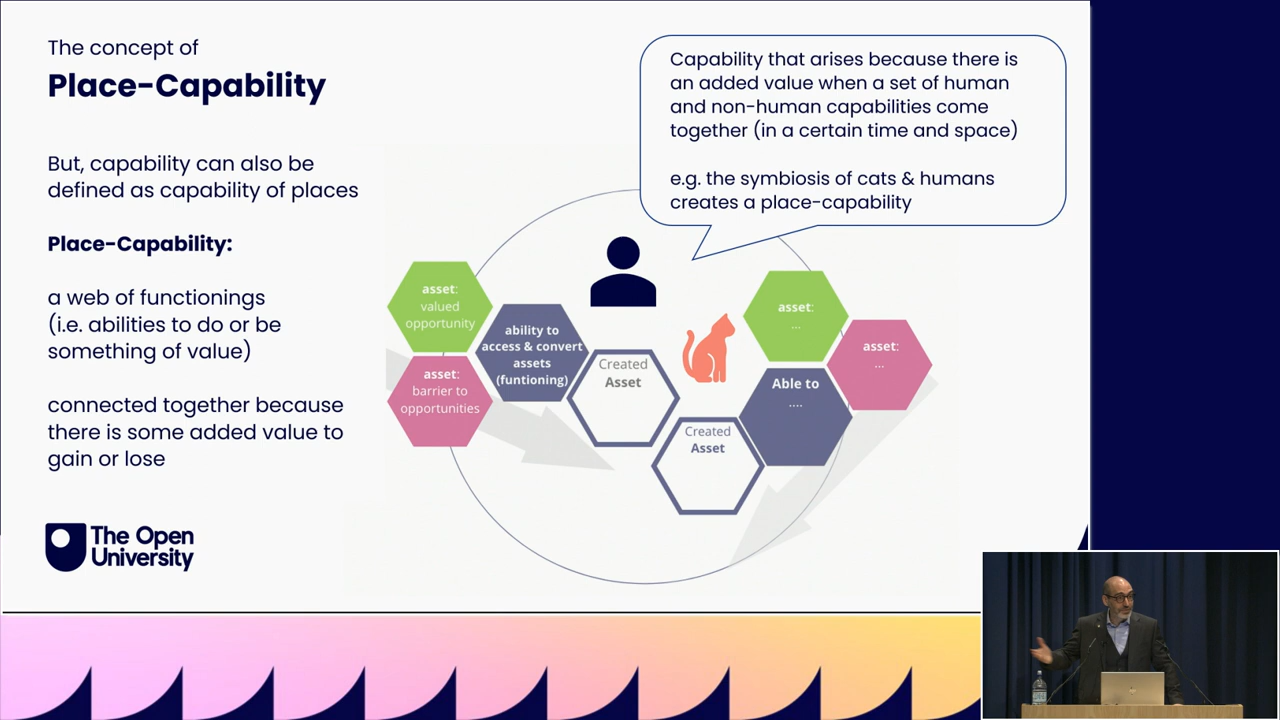 The concept of
Place-Capability
But, capability can also be
defined as capability of places
Place-Capability:
a web of functionings
(i.e. abilities to do or be
something of value)
connected together because
there is some added value to
gain or lose
Capability that arises because there is
an added value when a set of human
and non-human capabilities come
together (in a certain time and space)
e.g. the symbiosis of cats & humans
creates a place-capability
asset:
valued
opportunity
asset:
barrier to
opportunities
ability to
access & convert
assets
(funtioning)
Created
Asset
Created
Asset
asset:
...
Able to
....
asset:
...
The Open
University